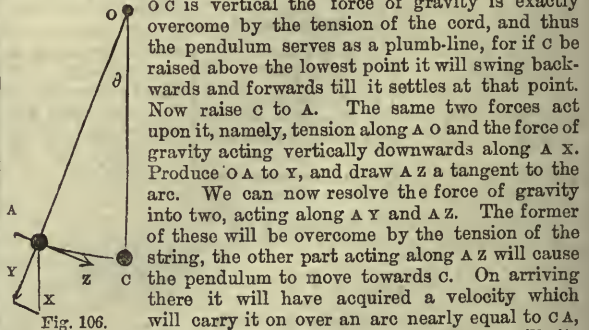 O C is vertical the force of gravity is exactly
overcome by the tension of the cord, and thus
the pendulum serves as a plumb-line, for if C be
raised above the lowest point it will swing back-
wards and forwards till it settles at that point.
Now raise C to A. The same two forces act
upon it, namely, tension along A O and the force of
gravity acting vertically downwards along A X.
Produce O A to Y, and draw A Z a tangent to the
arc. We can now resolve the force of gravity
into two, acting along A Y and A Z. The former
of these will be overcome by the tension of the
string, the other part acting along A Z will cause
the pendulum to move towards C. On arriving
there it will have acquired a velocity which
will carry it on over an arc nearly equal to C A,
O
∂
A
Y
Z
C
X
Fig. 106.